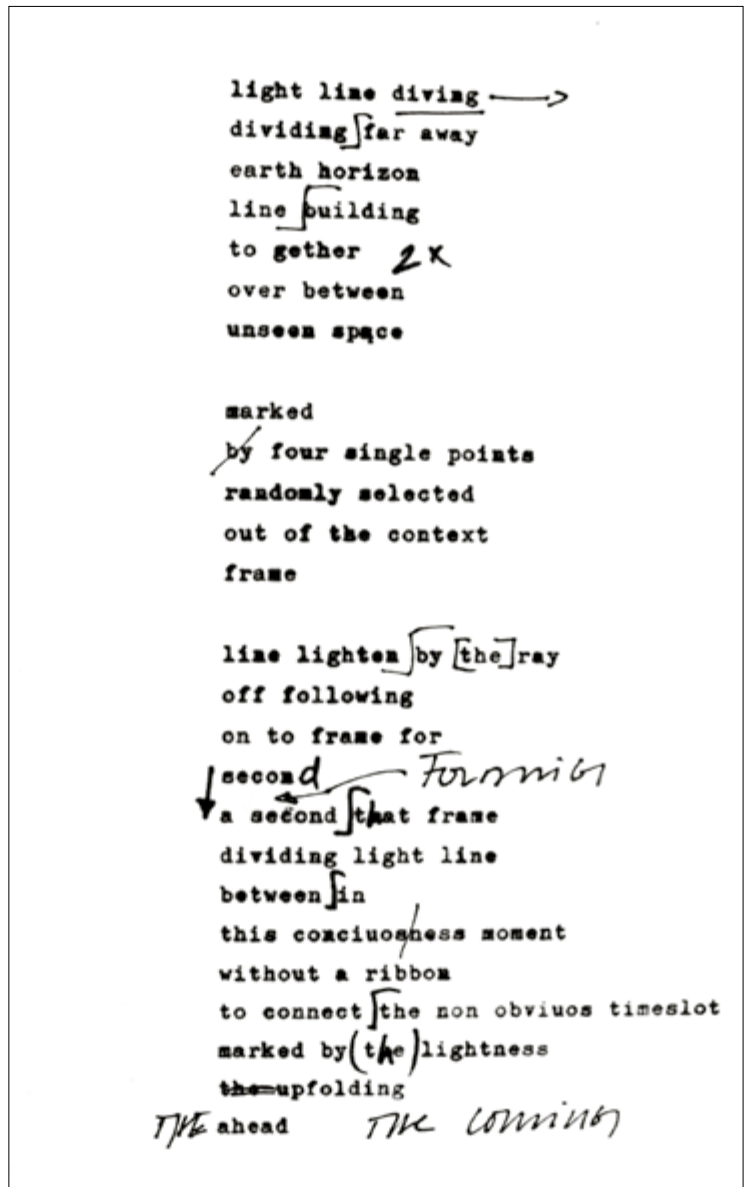 light line diving
dividing far away
earth horizon
line building
to gether 2x
over between
unseen space
marked
by four single points
randomly selected
out of the context
frame
line lighten by [the] ray
off following
on to frame for
second
a second that frame
dividing light line
between in
this conciuosness moment
without a ribbon
to connect the non obviuos timeslot
marked by (the) lightness
the upfolding
THE ahead THE COMING